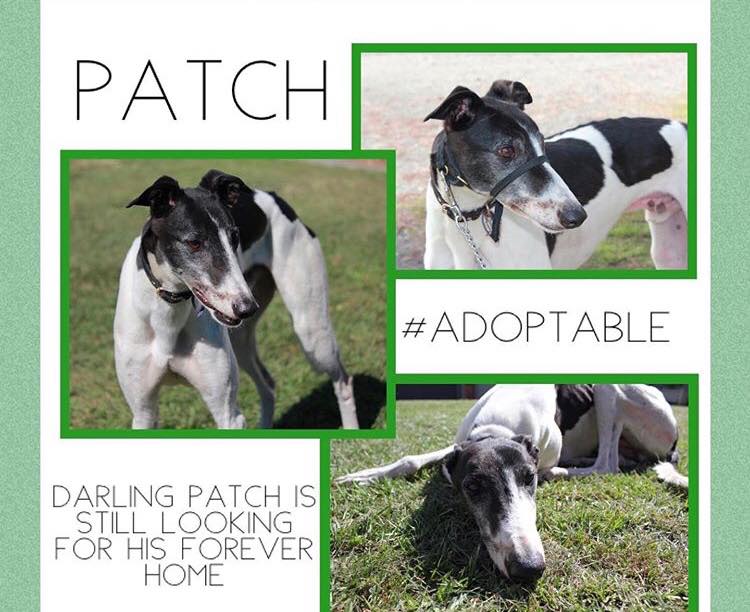 PATCH
#ADOPTABLE
DARLING PATCH IS
STILL LOOKING
FOR HIS FOREVER
HOME